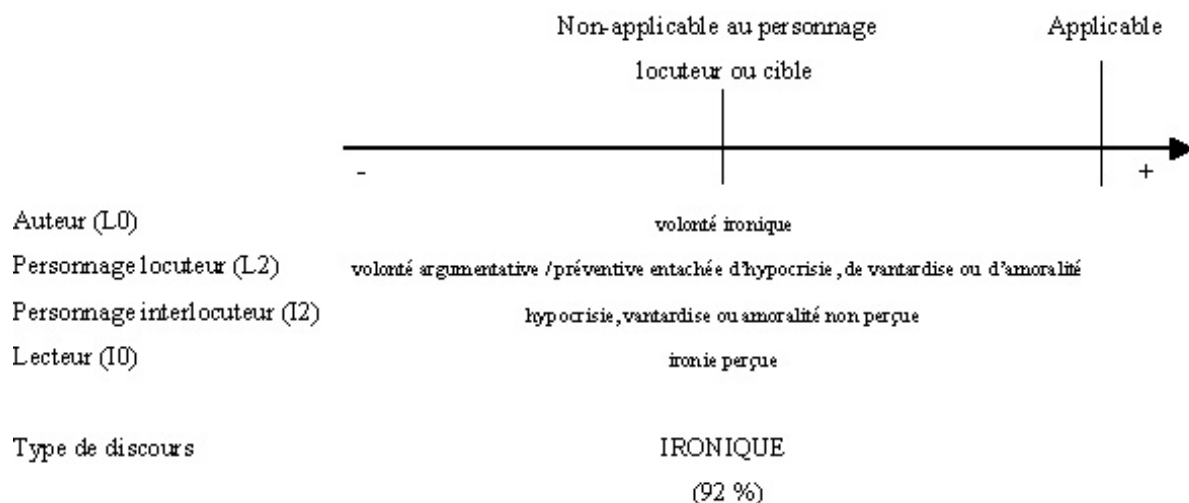 Non-applicable au personnage Applicable
locuteur ou cible
- +
Auteur (L0) volonté ironique
Personnage locuteur (L2) volonté argumentative / préventive entachée d'hypocrisie, de vantardise ou d'amoralité
Personnage interlocuteur (I2) hypocrisie, vantardise ou amoralité non perçue
Lecteur (I0) ironie perçue
Type de discours IRONIQUE
(92 %)